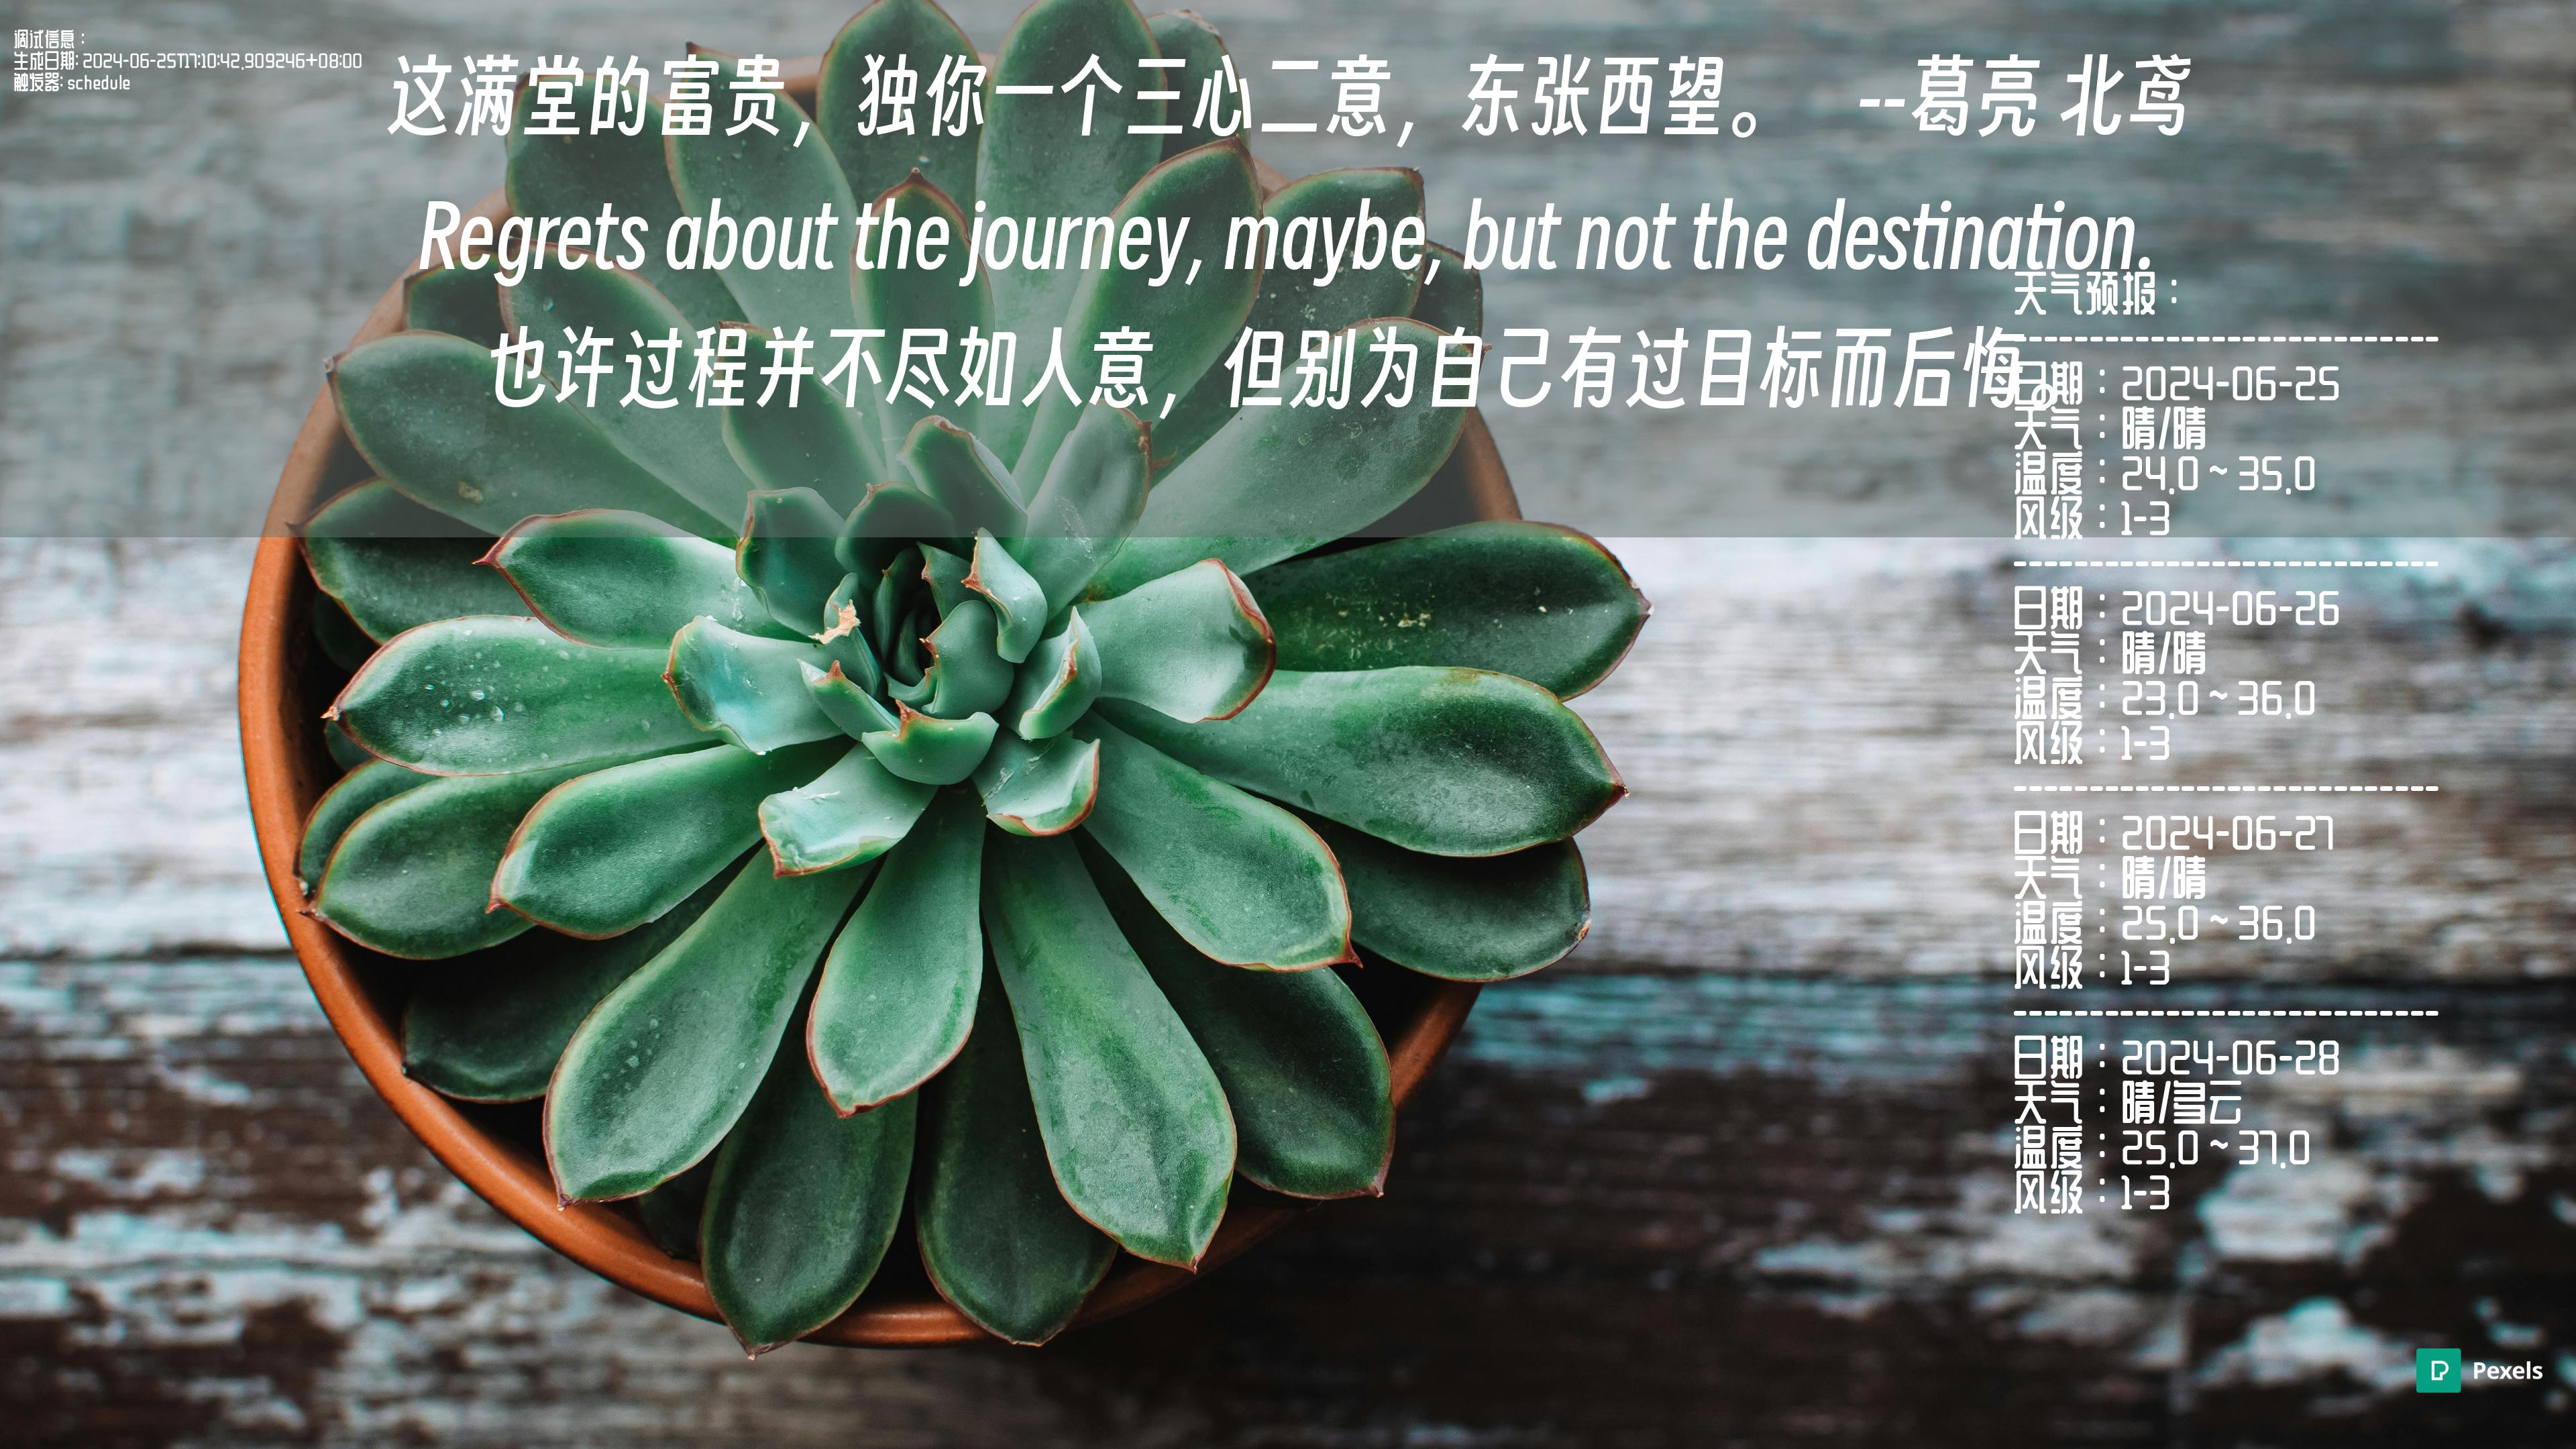 调试信息：
生成日期: 2024-06-25T17:10:42.909246+08:00
触发器: schedule
这满堂的富贵，独你一个三心二意，东张西望。 --葛亮 北鸢
Regrets about the journey, maybe, but not the destination.
也许过程并不尽如人意，但别为自己有过目标而后悔。
天气预报：
----------------------------
日期：2024-06-25
天气：晴/晴
温度：24.0 ~ 35.0
风级：1-3
----------------------------
日期：2024-06-26
天气：晴/晴
温度：23.0 ~ 36.0
风级：1-3
----------------------------
日期：2024-06-27
天气：晴/晴
温度：25.0 ~ 36.0
风级：1-3
----------------------------
日期：2024-06-28
天气：晴/多云
温度：25.0 ~ 37.0
风级：1-3
Pexels